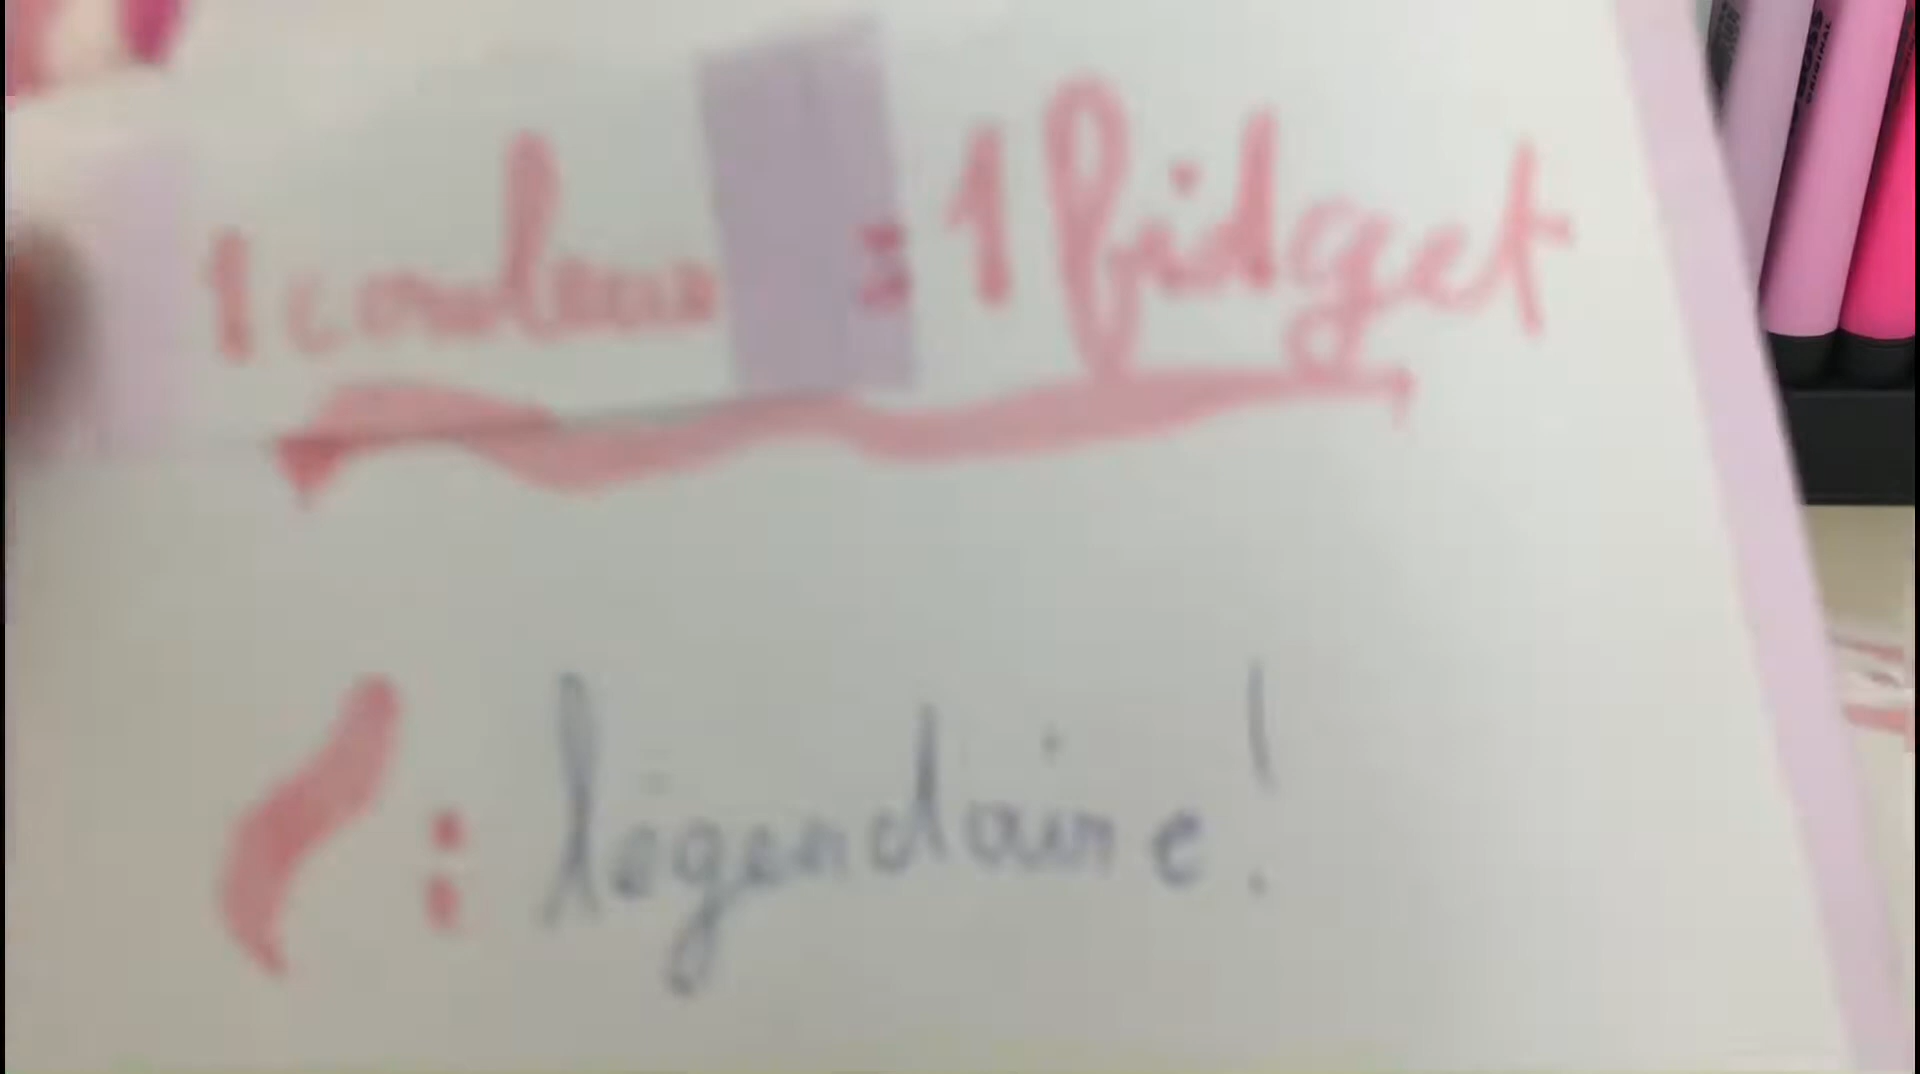 1 couleur = 1 fidget
: légendaire !